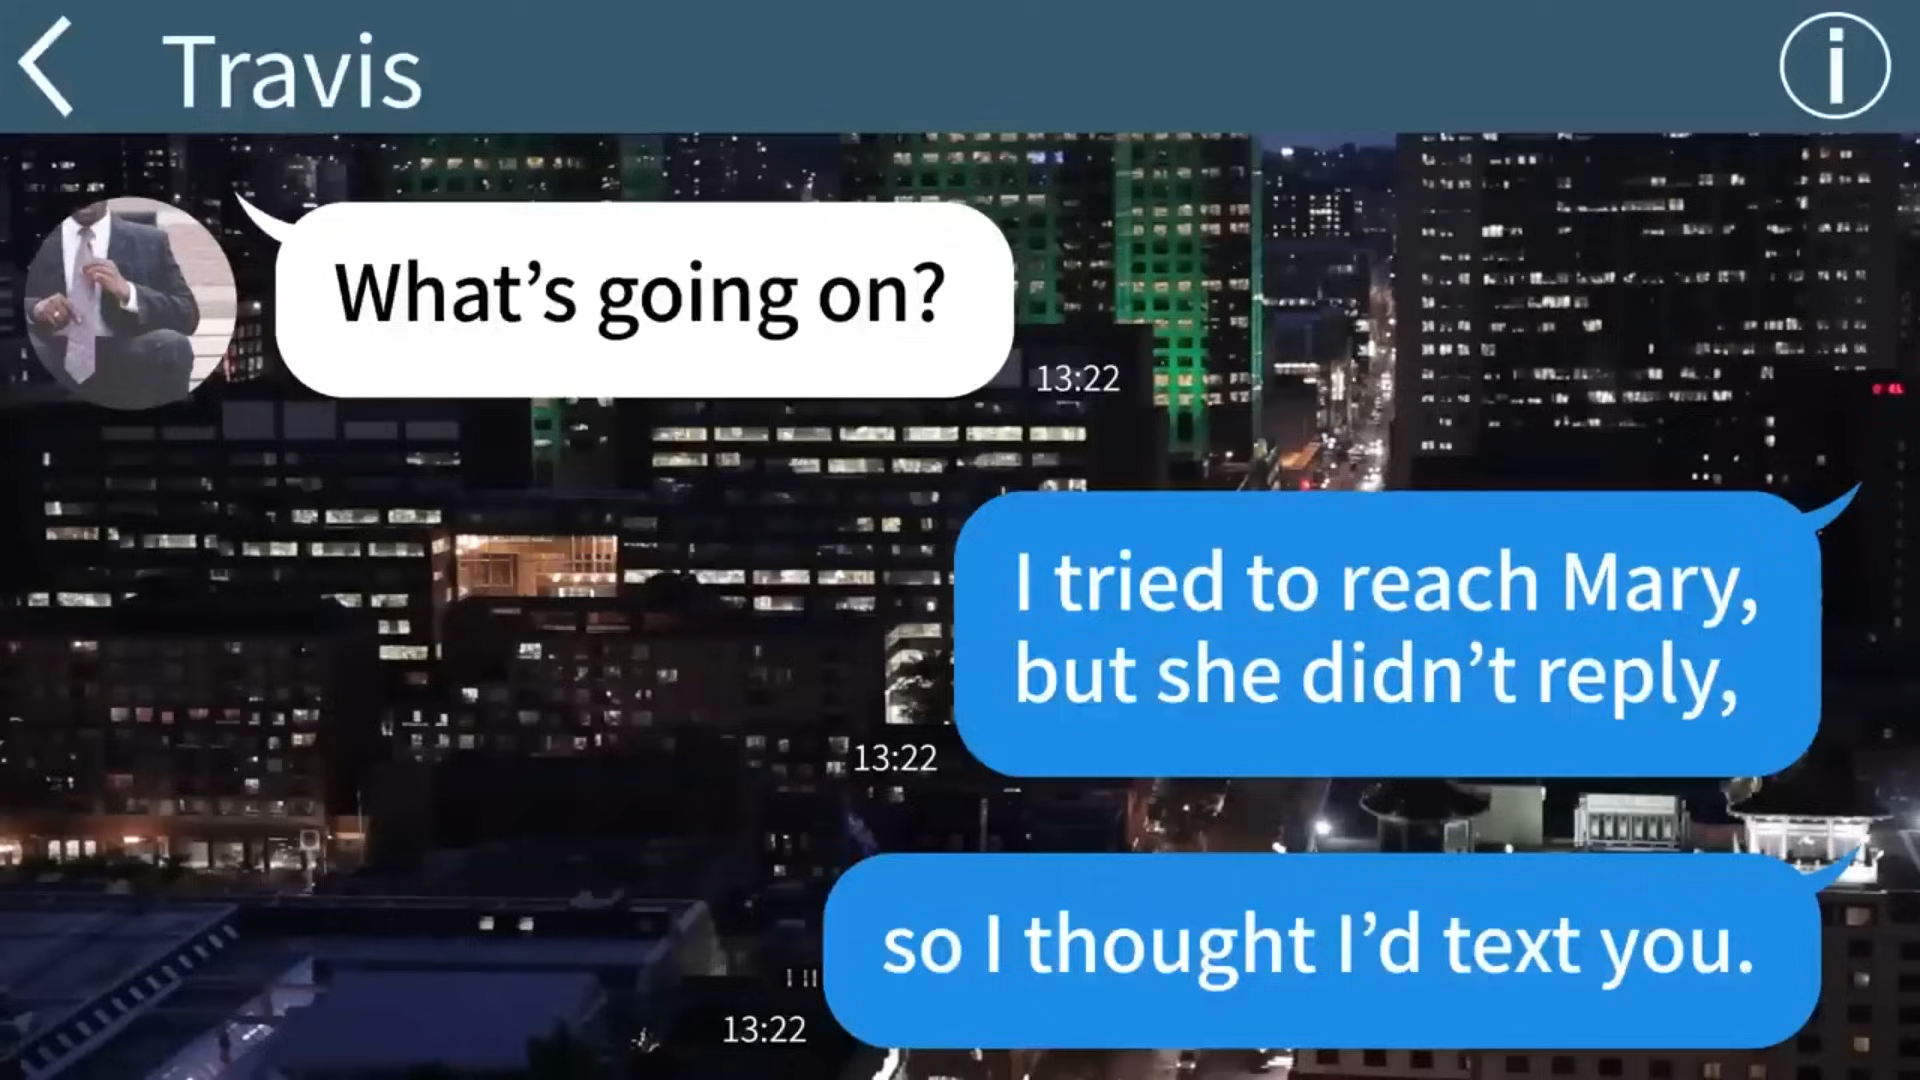 Travis
What’s going on?
13:22
I tried to reach Mary,
but she didn’t reply,
13:22
so I thought I’d text you.
13:22